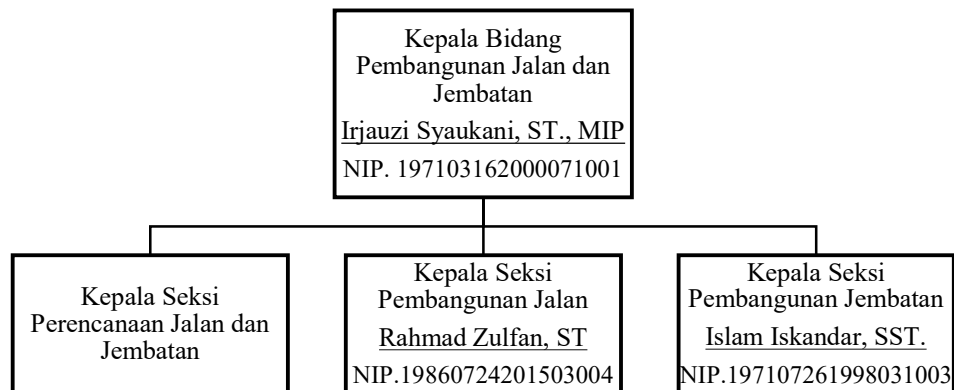 Kepala Bidang
Pembangunan Jalan dan
Jembatan
Irjauzi Syaukani, ST., MIP
NIP. 197103162000071001
Kepala Seksi
Perencanaan Jalan dan
Jembatan
Kepala Seksi
Pembangunan Jalan
Rahmad Zulfan, ST
NIP.19860724201503004
Kepala Seksi
Pembangunan Jembatan
Islam Iskandar, SST.
NIP.197107261998031003